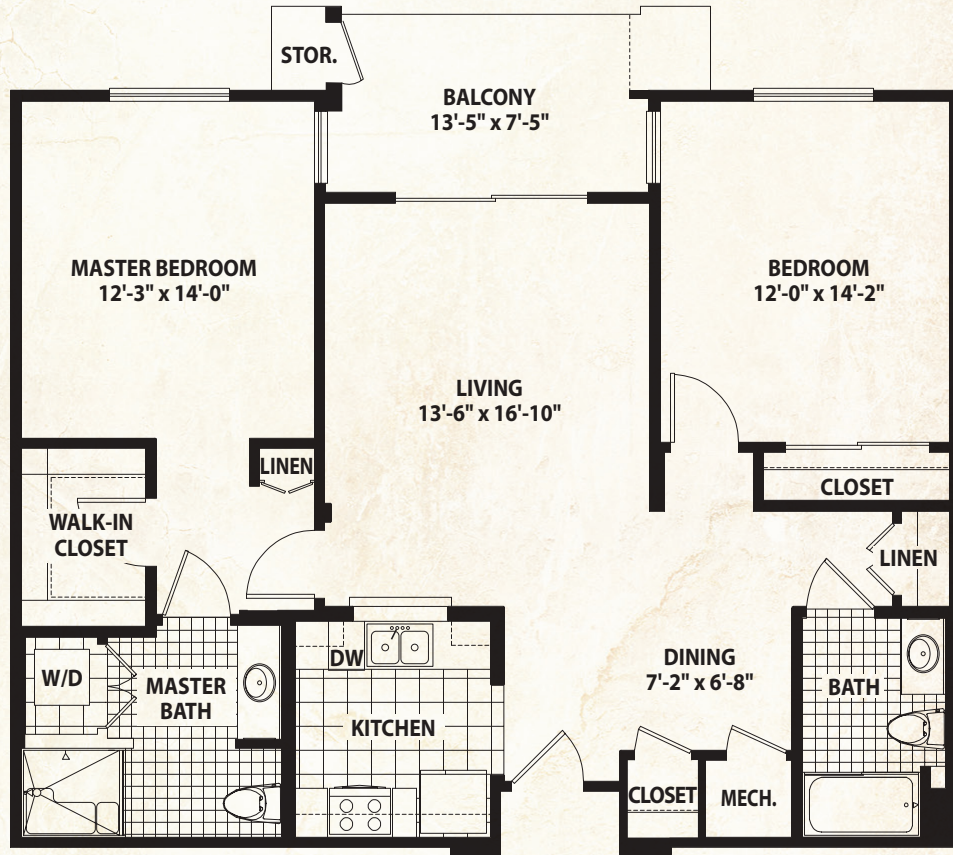 STOR.
BALCONY
13'-5" x 7'-5"
MASTER BEDROOM
12'-3" x 14'-0"
BEDROOM
12'-0" x 14'-2"
LIVING
13'-6" x 16'-10"
LINEN
CLOSET
WALK-IN
CLOSET
LINEN
DW
DINING
7'-2" x 6'-8"
W/D
MASTER
BATH
BATH
KITCHEN
CLOSET
MECH.